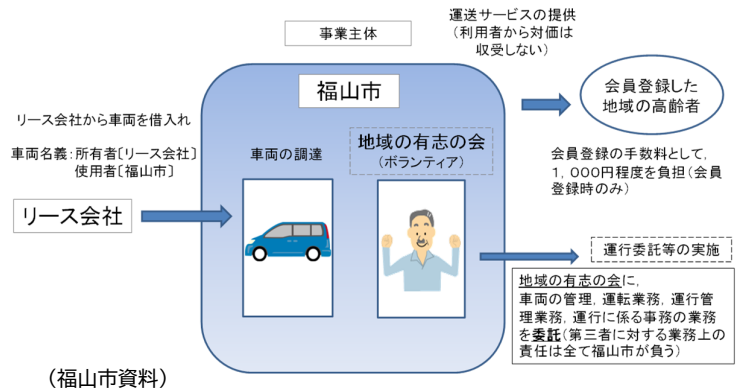 事業主体
運送サービスの提供
（利用者から対価は
収受しない）
福山市
会員登録した
地域の高齢者
リース会社から車両を借入れ
車両名義：所有者〔リース会社〕
使用者〔福山市〕
車両の調達
地域の有志の会
（ボランティア）
会員登録の手数料として，
１，０００円程度を負担（会員
登録時のみ）
リース会社
運行委託等の実施
地域の有志の会に，
車両の管理，運転業務，運行管
理業務，運行に係る事務の業務
を委託（第三者に対する業務上の
責任は全て福山市が負う）
（福山市資料）